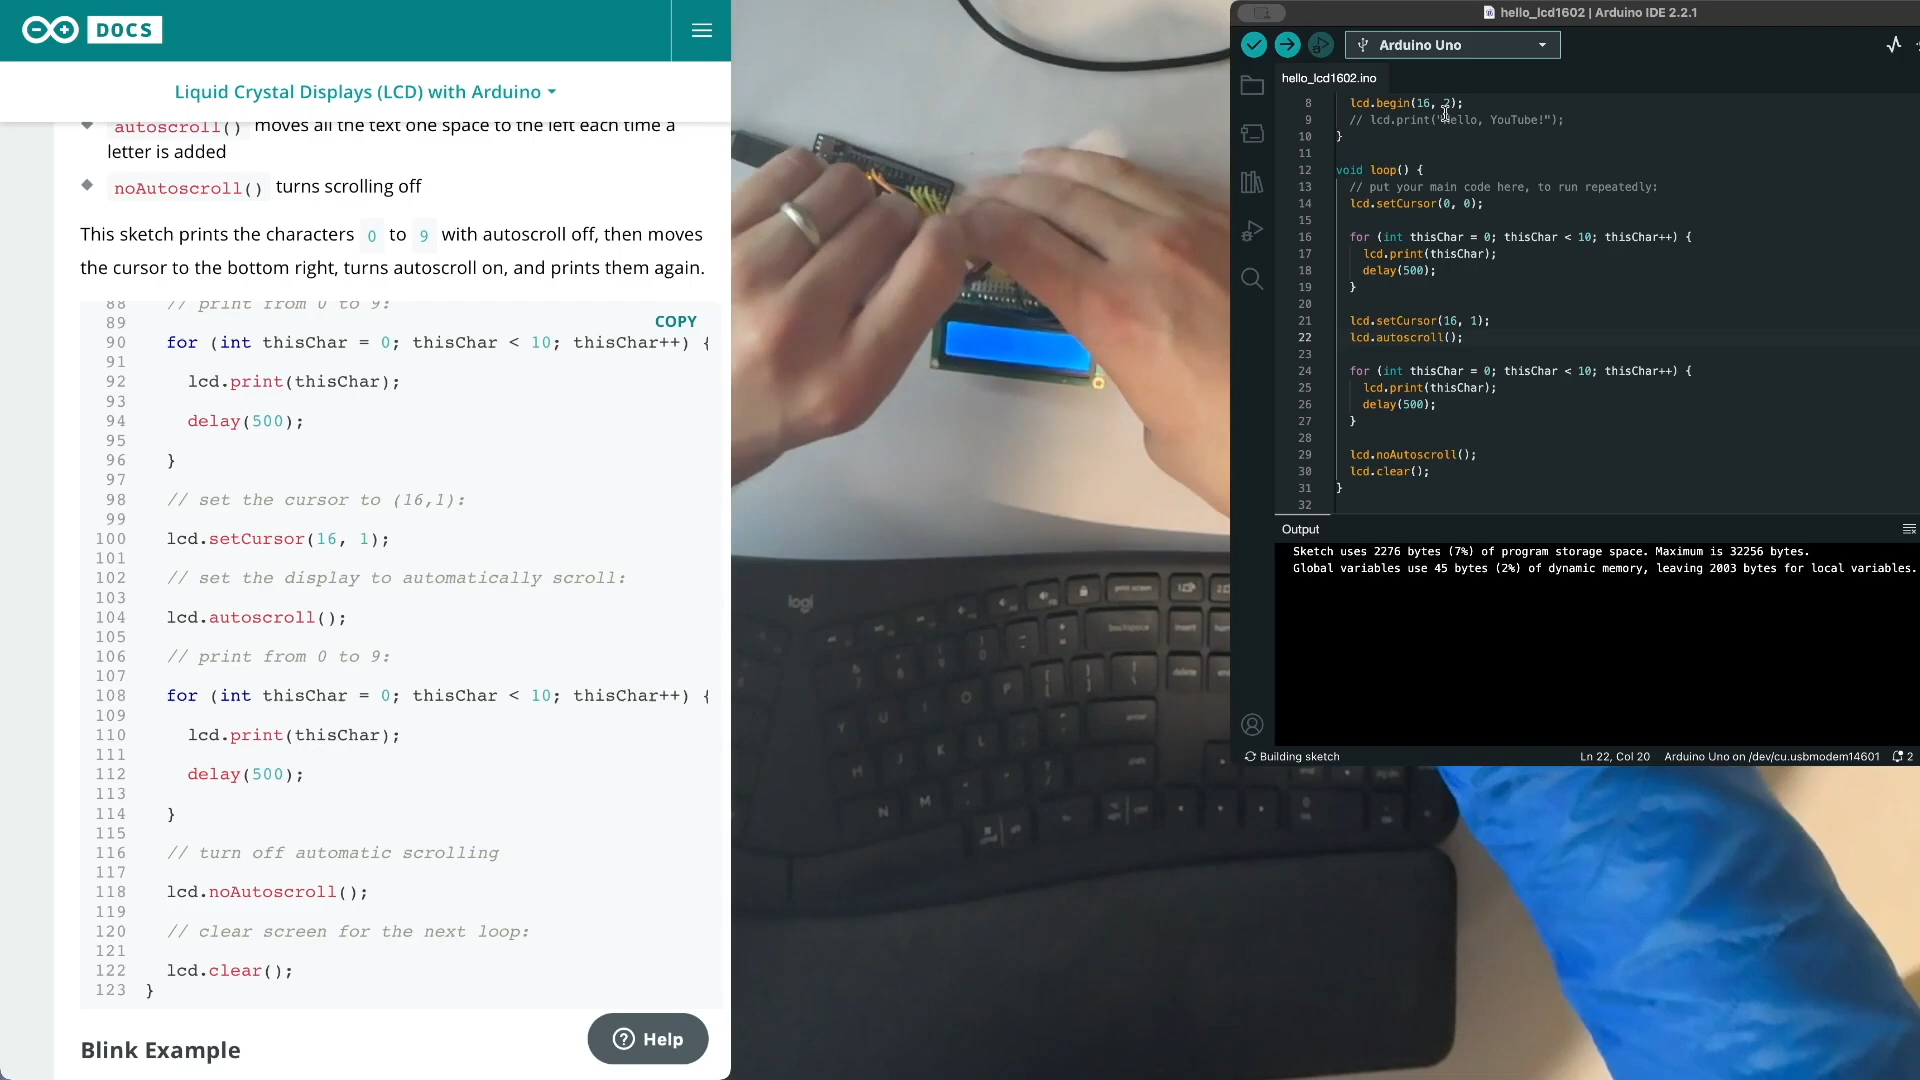 DOCS
Liquid Crystal Displays (LCD) with Arduino
autoscroll() moves all the text one space to the left each time a
letter is added
noAutoscroll() turns scrolling off
This sketch prints the characters 0 to 9 with autoscroll off, then moves
the cursor to the bottom right, turns autoscroll on, and prints them again.
COPY
88 // print from 0 to 9:
89
90 for (int thisChar = 0; thisChar < 10; thisChar++) {
91
92 lcd.print(thisChar);
93
94 delay(500);
95
96 }
97
98 // set the cursor to (16,1):
99
100 lcd.setCursor(16, 1);
101
102 // set the display to automatically scroll:
103
104 lcd.autoscroll();
105
106 // print from 0 to 9:
107
108 for (int thisChar = 0; thisChar < 10; thisChar++) {
109
110 lcd.print(thisChar);
111
112 delay(500);
113
114 }
115
116 // turn off automatic scrolling
117
118 lcd.noAutoscroll();
119
120 // clear screen for the next loop:
121
122 lcd.clear();
123 }
Help
Blink Example
logi
backspace
insert
delete
enter
hello_lcd1602 | Arduino IDE 2.2.1
Arduino Uno
hello_lcd1602.ino
8 lcd.begin(16, 2);
9 // lcd.print("Hello, YouTube!");
10 }
11
12 void loop() {
13 // put your main code here, to run repeatedly:
14 lcd.setCursor(0, 0);
15
16 for (int thisChar = 0; thisChar < 10; thisChar++) {
17 lcd.print(thisChar);
18 delay(500);
19 }
20
21 lcd.setCursor(16, 1);
22 lcd.autoscroll();
23
24 for (int thisChar = 0; thisChar < 10; thisChar++) {
25 lcd.print(thisChar);
26 delay(500);
27 }
28
29 lcd.noAutoscroll();
30 lcd.clear();
31 }
32
Output
Sketch uses 2276 bytes (7%) of program storage space. Maximum is 32256 bytes.
Global variables use 45 bytes (2%) of dynamic memory, leaving 2003 bytes for local variables.
Building sketch
Ln 22, Col 20 Arduino Uno on /dev/cu.usbmodem14601 2